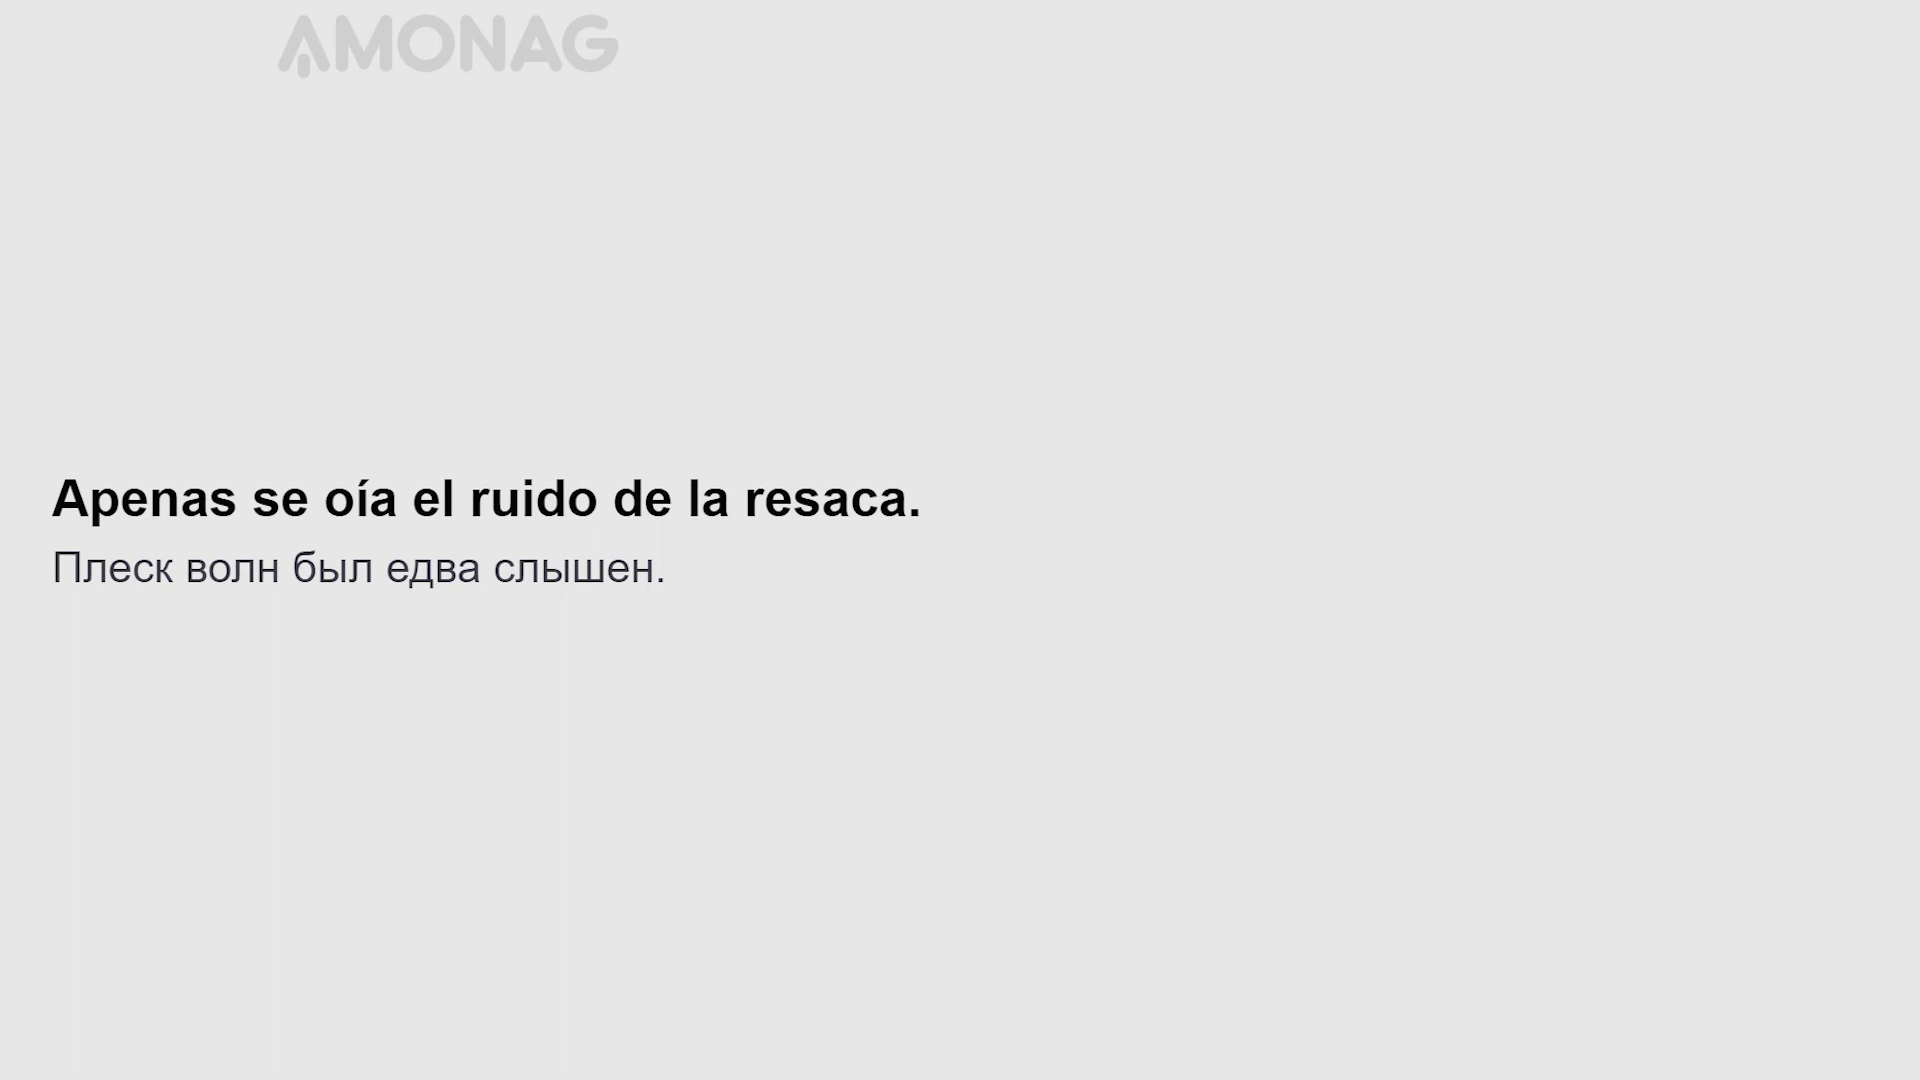 AMONAG
Apenas se oía el ruido de la resaca.
Плеск волн был едва слышен.